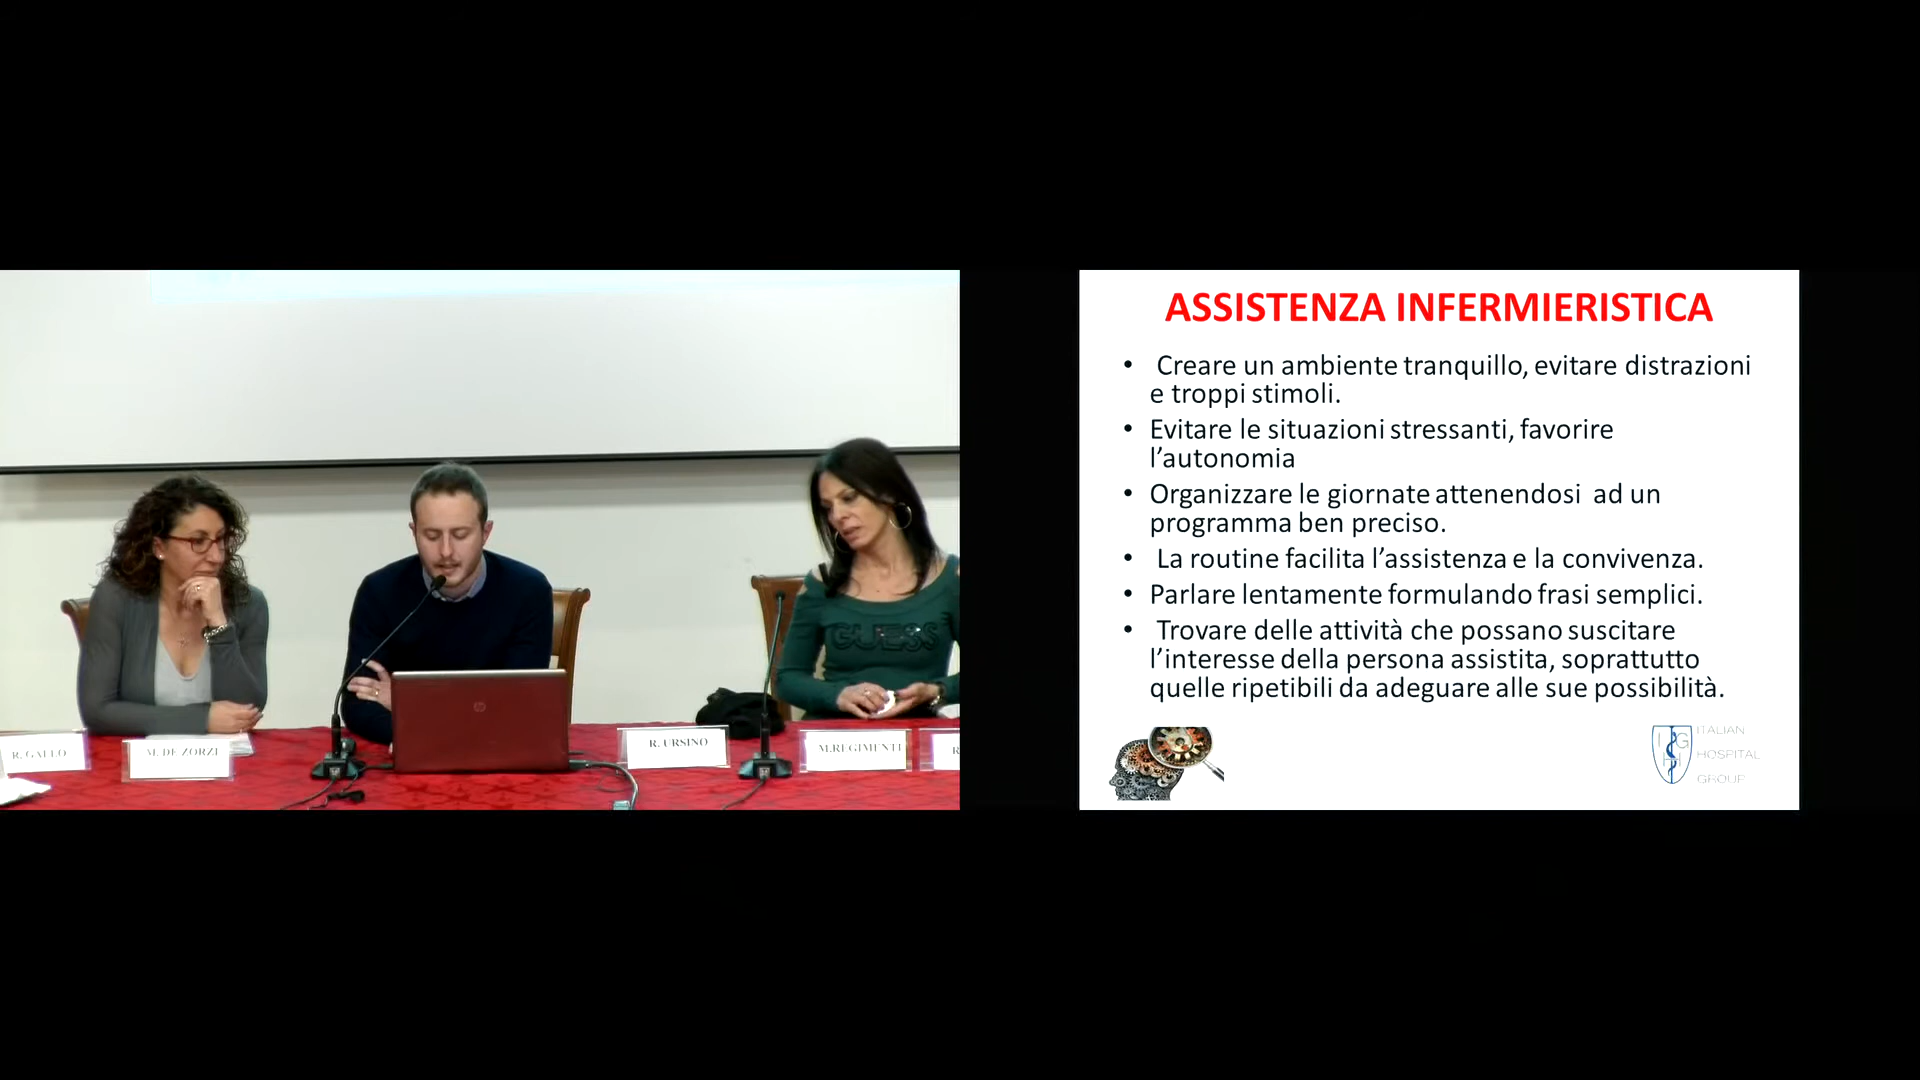 GUESS
hp
R. GALLO
M. DE ZORZI
R. URSINO
M.REGIMENTI
R
ASSISTENZA INFERMIERISTICA
• Creare un ambiente tranquillo, evitare distrazioni
e troppi stimoli.
• Evitare le situazioni stressanti, favorire
l’autonomia
• Organizzare le giornate attenendosi ad un
programma ben preciso.
• La routine facilita l’assistenza e la convivenza.
• Parlare lentamente formulando frasi semplici.
• Trovare delle attività che possano suscitare
l’interesse della persona assistita, soprattutto
quelle ripetibili da adeguare alle sue possibilità.
I G
H
ITALIAN
HOSPITAL
GROUP